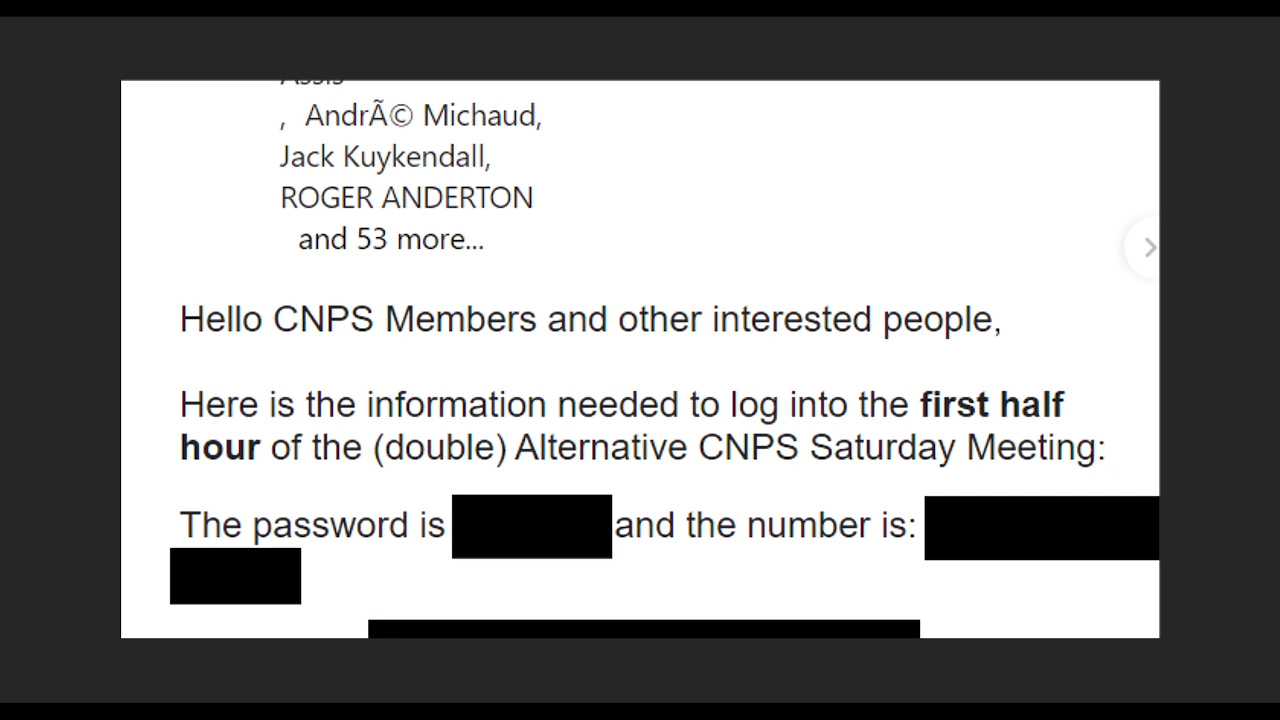 , AndrÃ© Michaud,
Jack Kuykendall,
ROGER ANDERTON
and 53 more...
Hello CNPS Members and other interested people,
Here is the information needed to log into the first half
hour of the (double) Alternative CNPS Saturday Meeting:
The password is and the number is: